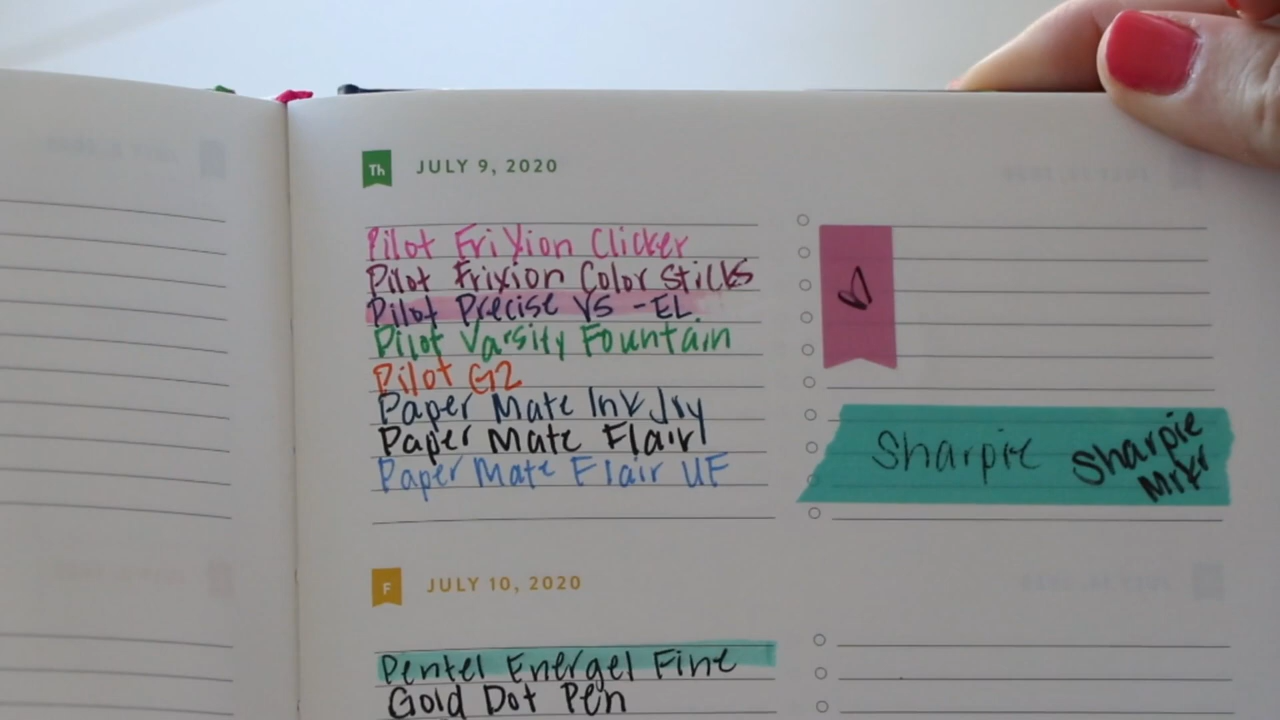 Th JULY 9, 2020
Pilot Frixion Clicker
Pilot Frixion Color Sticks
Pilot Precise V5 -EL
Pilot Varsity Fountain
Pilot G2
Paper Mate InkJoy
Paper Mate Flair
Paper Mate Flair UF
Sharpie
Sharpie
Mrkr
F JULY 10, 2020
Pentel Energel Fine
Gold Dot Pen